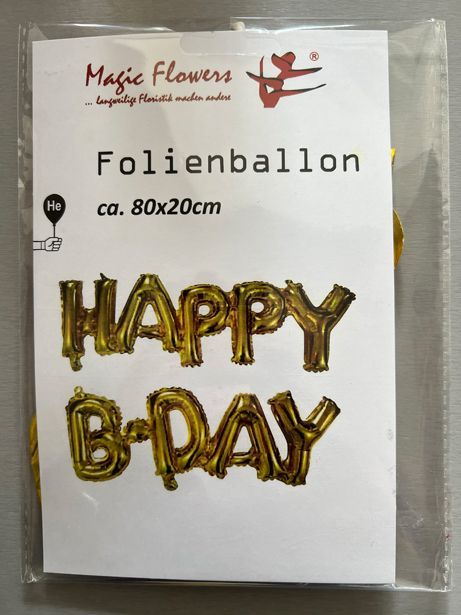 Magic Flowers ®
... langweilige Floristik machen andere
Folienballon
He
ca. 80x20cm
HAPPY
B-DAY